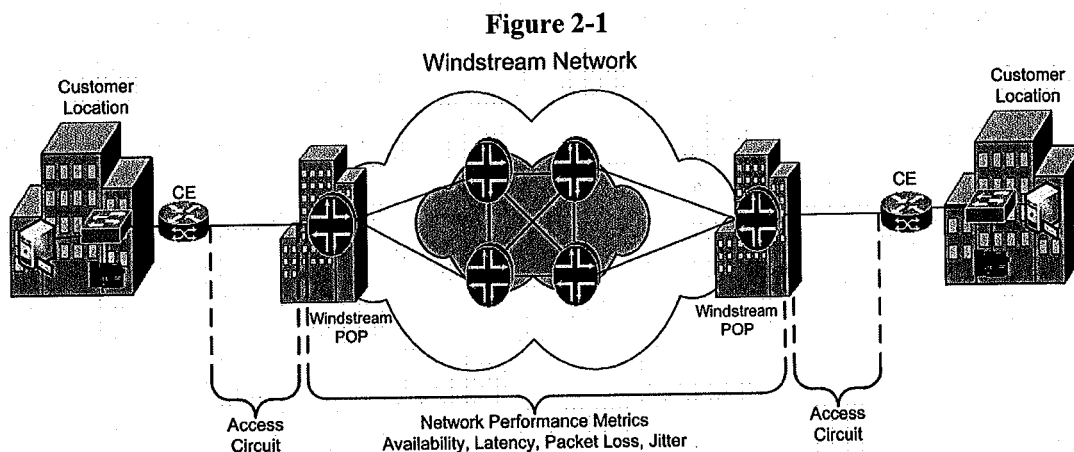 Figure 2-1
Windstream Network
Customer
Location
Customer
Location
CE
CE
Windstream
POP
Windstream
POP
Access
Circuit
Network Performance Metrics
Availability, Latency, Packet Loss, Jitter
Access
Circuit